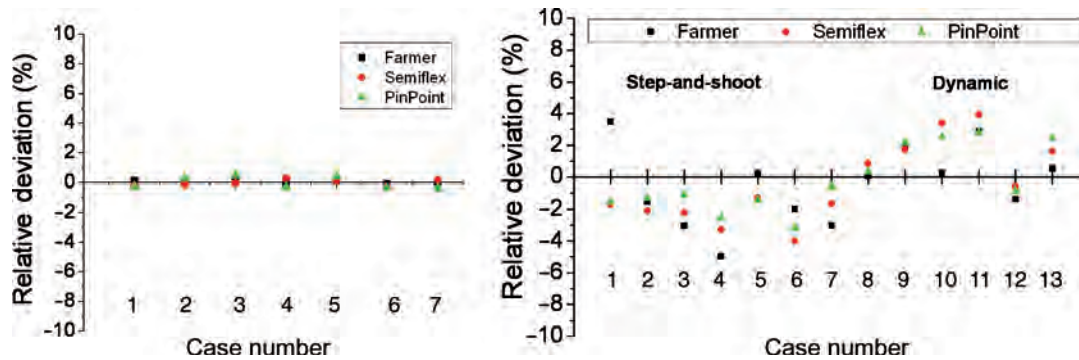 Relative deviation (%)
10
8
6
4
2
0
−2
−4
−6
−8
−10
Farmer
Semiflex
PinPoint
1 2 3 4 5 6 7
Case number
Relative deviation (%)
10
8
6
4
2
0
−2
−4
−6
−8
−10
Farmer Semiflex PinPoint
Step-and-shoot Dynamic
1 2 3 4 5 6 7 8 9 10 11 12 13
Case number